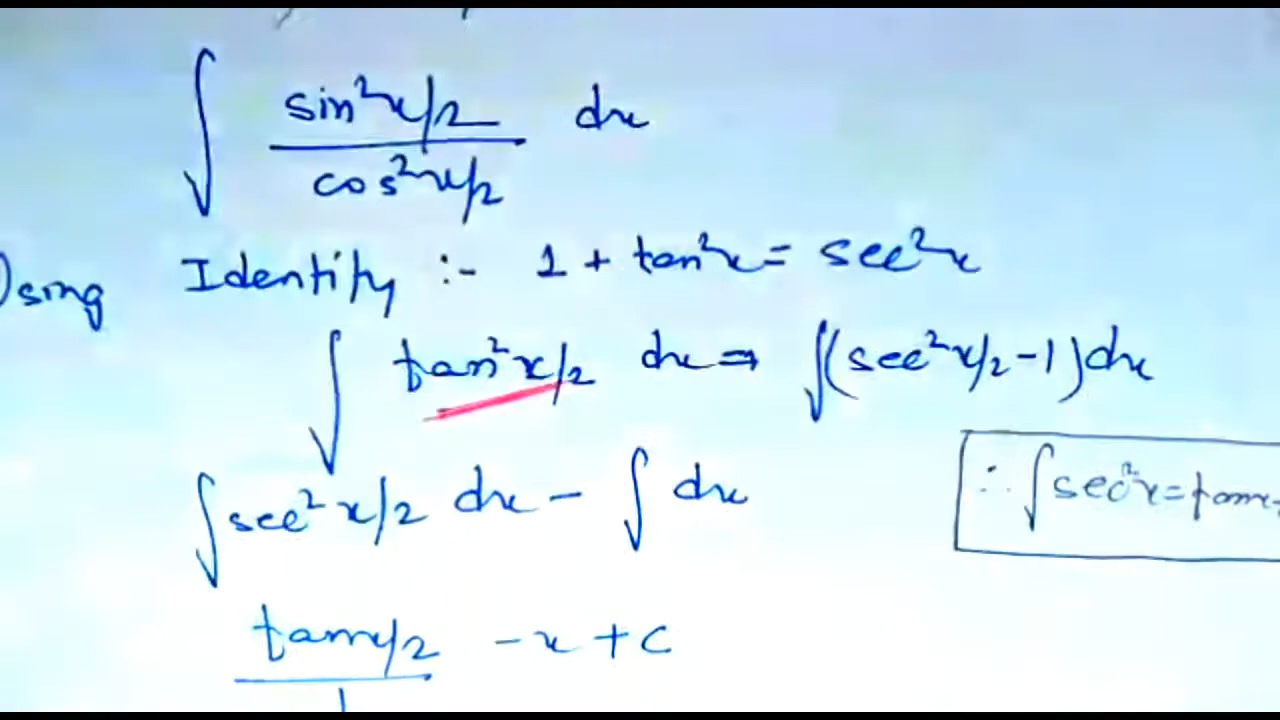 ∫ sin²x/2 / cos²x/2 dx
Using Identity :- 1 + tan²x = sec²x
∫ tan²x/2 dx ⇒ ∫(sec²x/2 - 1)dx
∫ sec²x/2 dx - ∫ dx
∴ ∫sec²x = tanx
tanx/2 / 1 - x + c